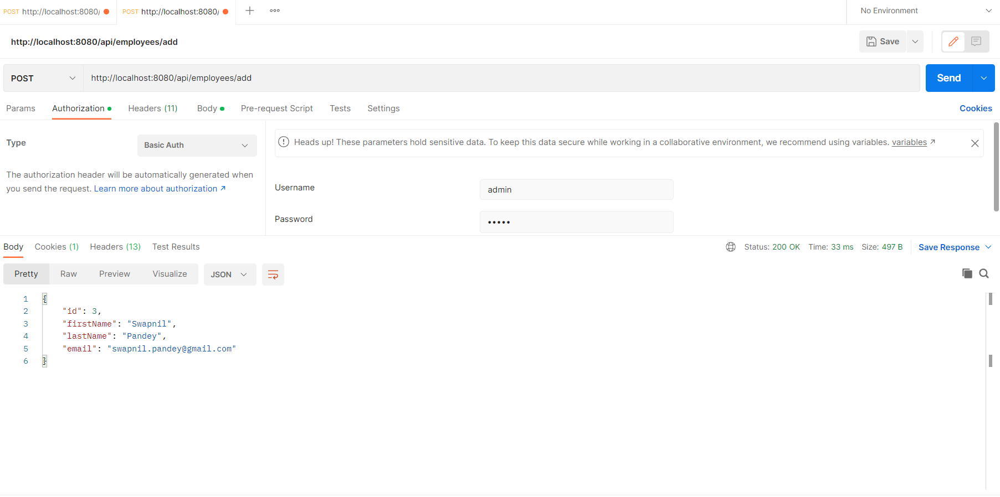 POST http://localhost:8080/ POST http://localhost:8080/ No Environment
http://localhost:8080/api/employees/add Save
POST http://localhost:8080/api/employees/add Send
Params Authorization Headers (11) Body Pre-request Script Tests Settings Cookies
Type Basic Auth
The authorization header will be automatically generated when
you send the request. Learn more about authorization ↗
Heads up! These parameters hold sensitive data. To keep this data secure while working in a collaborative environment, we recommend using variables. variables ↗
Username admin
Password •••••
Body Cookies (1) Headers (13) Test Results Status: 200 OK Time: 33 ms Size: 497 B Save Response
Pretty Raw Preview Visualize JSON
1 {
2 "id": 3,
3 "firstName": "Swapnil",
4 "lastName": "Pandey",
5 "email": "swapnil.pandey@gmail.com"
6 }